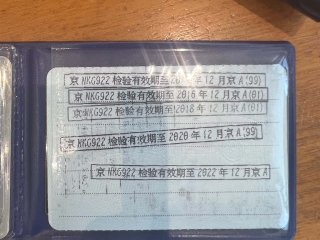 京 NKG922 检验有效期至 20 年 12 月京 A (99)
京 NKG922 检验有效期至 2016 年 12 月京 A (01)
京 NKG922 检验有效期至 2018 年 12 月京 A (01)
京 NKG922 检验有效期至 2020 年 12 月京 A (99)
京 NKG922 检验有效期至 2022 年 12 月京 A